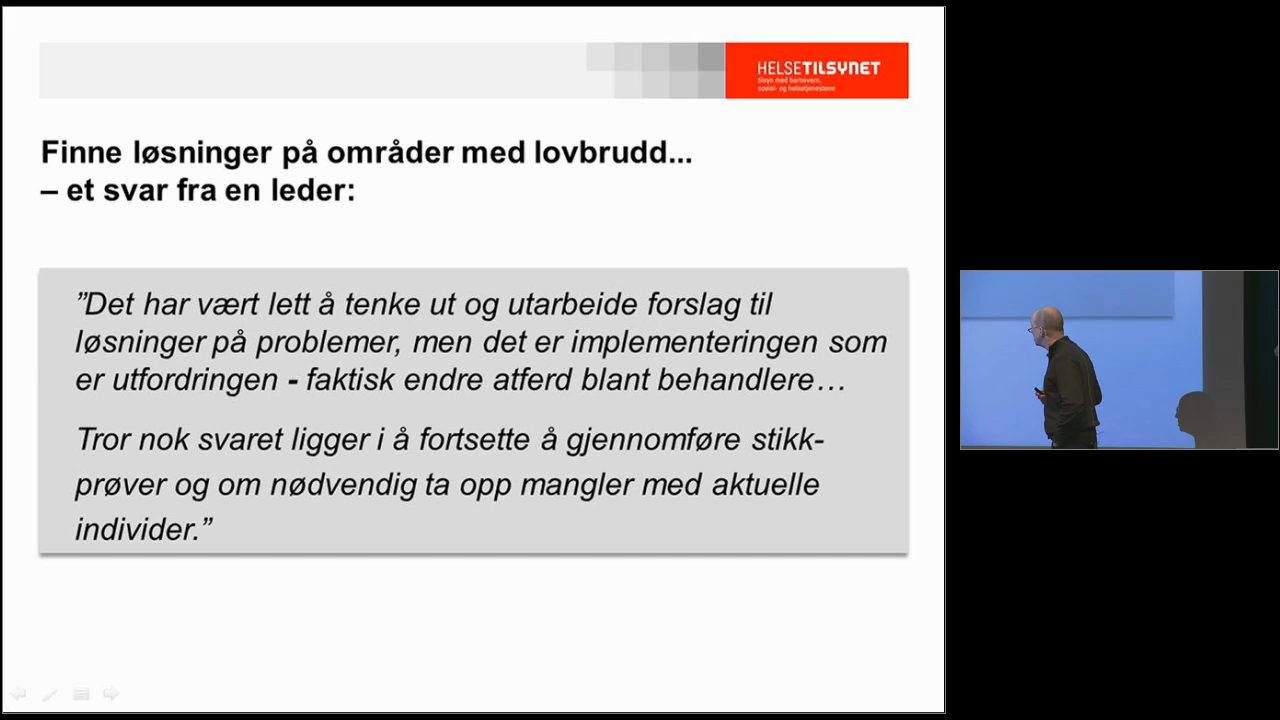 HELSETILSYNET
tilsyn med barnevern,
sosial- og helsetjenestene
Finne løsninger på områder med lovbrudd...
– et svar fra en leder:
”Det har vært lett å tenke ut og utarbeide forslag til
løsninger på problemer, men det er implementeringen som
er utfordringen - faktisk endre atferd blant behandlere…
Tror nok svaret ligger i å fortsette å gjennomføre stikk-
prøver og om nødvendig ta opp mangler med aktuelle
individer.”